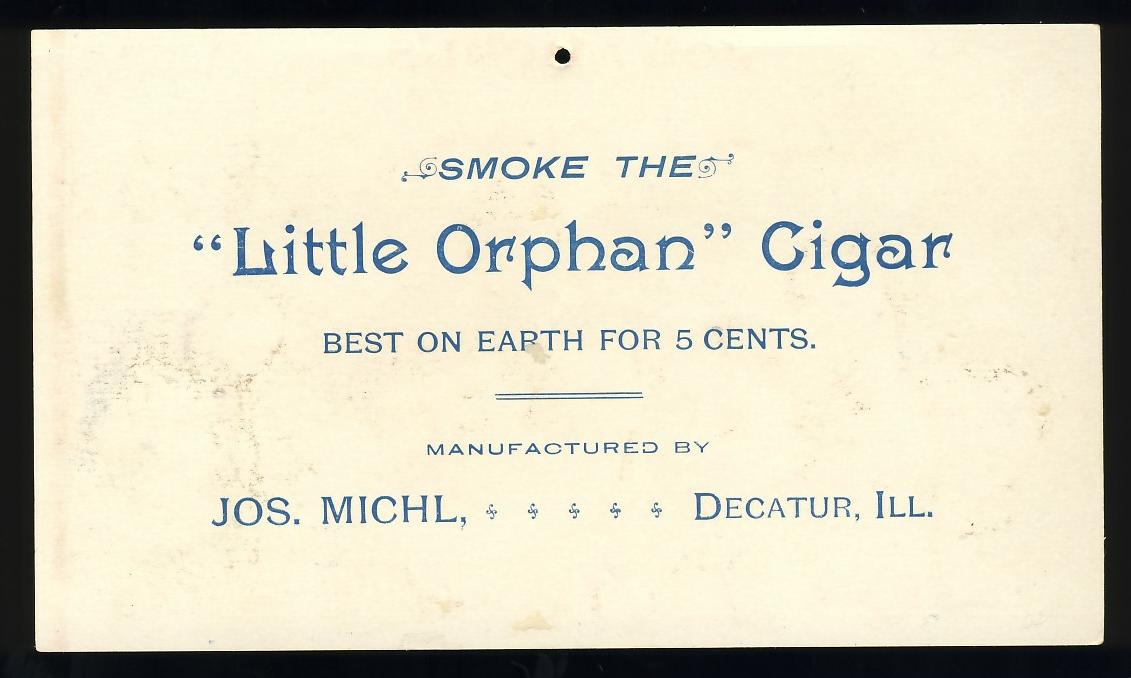 SMOKE THE
“Little Orphan” Cigar
BEST ON EARTH FOR 5 CENTS.
MANUFACTURED BY
JOS. MICHL, DECATUR, ILL.